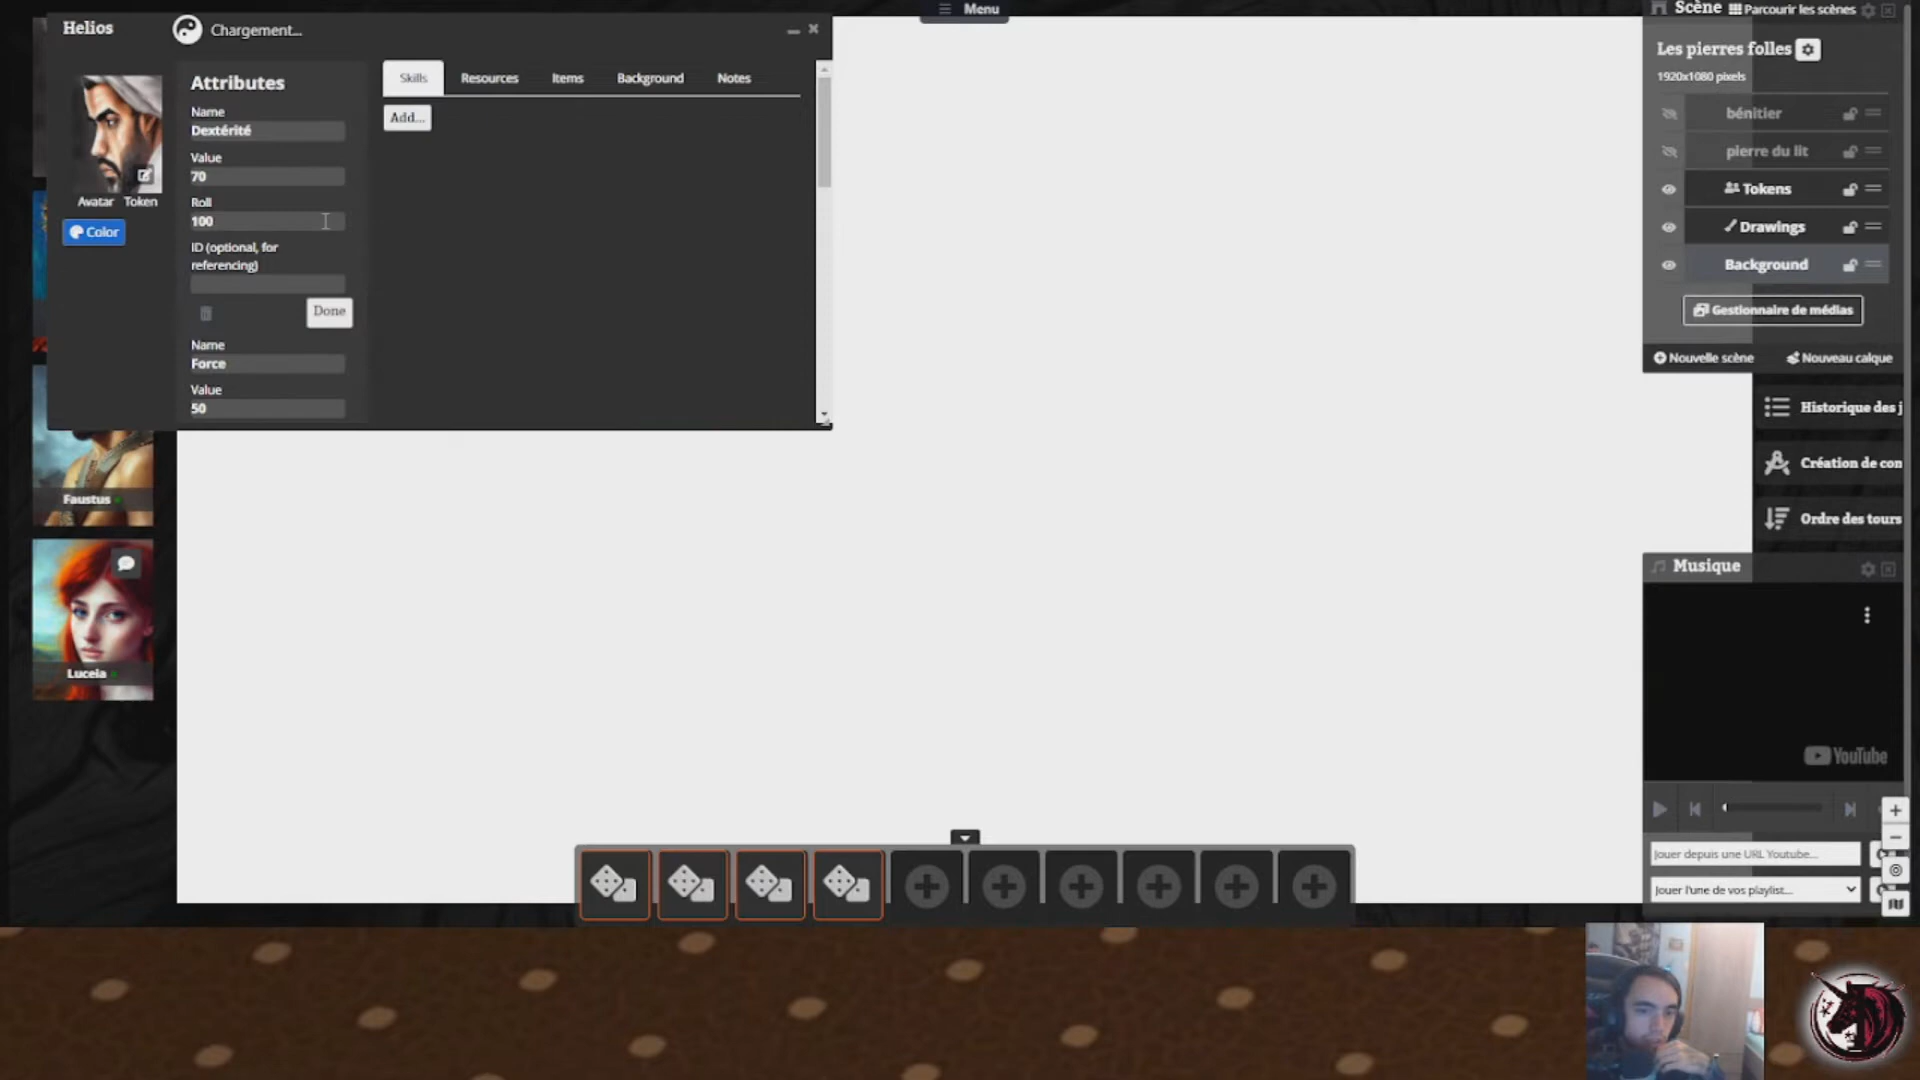 Menu
Helios
Chargement...
Avatar Token
Color
Attributes
Name
Dextérité
Value
70
Roll
100
ID (optional, for
referencing)
Done
Name
Force
Value
50
Skills
Resources
Items
Background
Notes
Add...
Faustus
Luceia
Scène
Parcourir les scènes
Les pierres folles
1920x1080 pixels
bénitier
pierre du lit
Tokens
Drawings
Background
Gestionnaire de médias
Nouvelle scène
Nouveau calque
Historique des j
Création de con
Ordre des tours
Musique
YouTube
Jouer depuis une URL Youtube...
Jouer l'une de vos playlist...